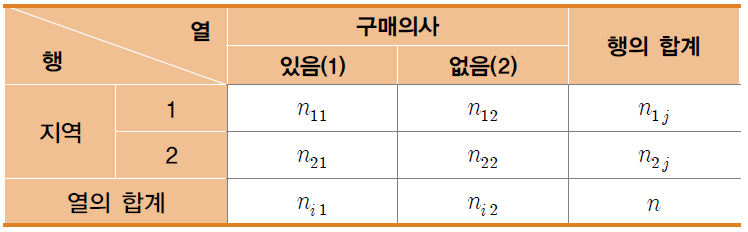 열 구매의사 행의 합계
행 있음(1) 없음(2)
지역 1 n₁₁ n₁₂ n₁ⱼ
2 n₂₁ n₂₂ n₂ⱼ
열의 합계 nᵢ₁ nᵢ₂ n